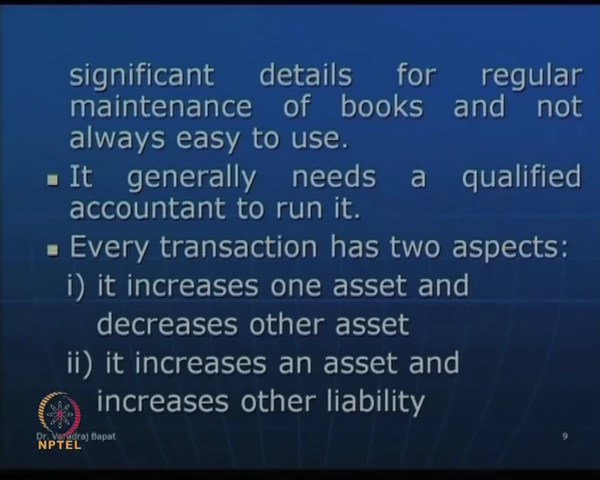 significant details for regular
maintenance of books and not
always easy to use.
It generally needs a qualified
accountant to run it.
Every transaction has two aspects:
i) it increases one asset and
decreases other asset
ii) it increases an asset and
increases other liability
Dr. Varadraj Bapat
9
NPTEL